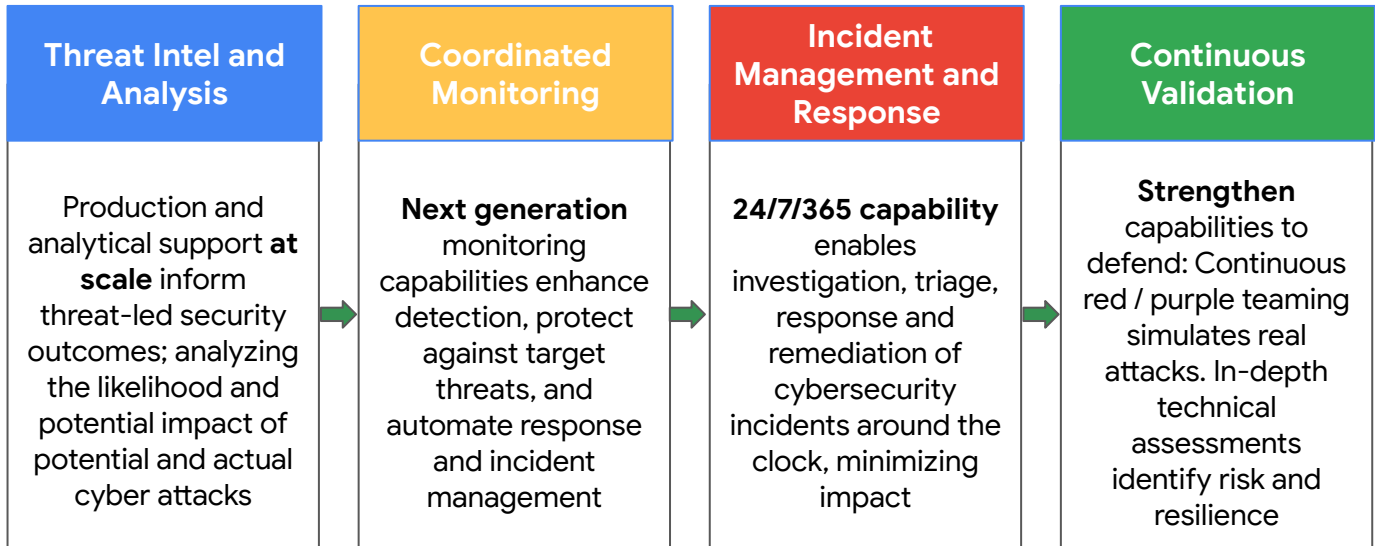 Threat Intel and
Analysis
Production and
analytical support at
scale inform
threat-led security
outcomes; analyzing
the likelihood and
potential impact of
potential and actual
cyber attacks
Coordinated
Monitoring
Next generation
monitoring
capabilities enhance
detection, protect
against target
threats, and
automate response
and incident
management
Incident
Management and
Response
24/7/365 capability
enables
investigation, triage,
response and
remediation of
cybersecurity
incidents around the
clock, minimizing
impact
Continuous
Validation
Strengthen
capabilities to
defend: Continuous
red / purple teaming
simulates real
attacks. In-depth
technical
assessments
identify risk and
resilience